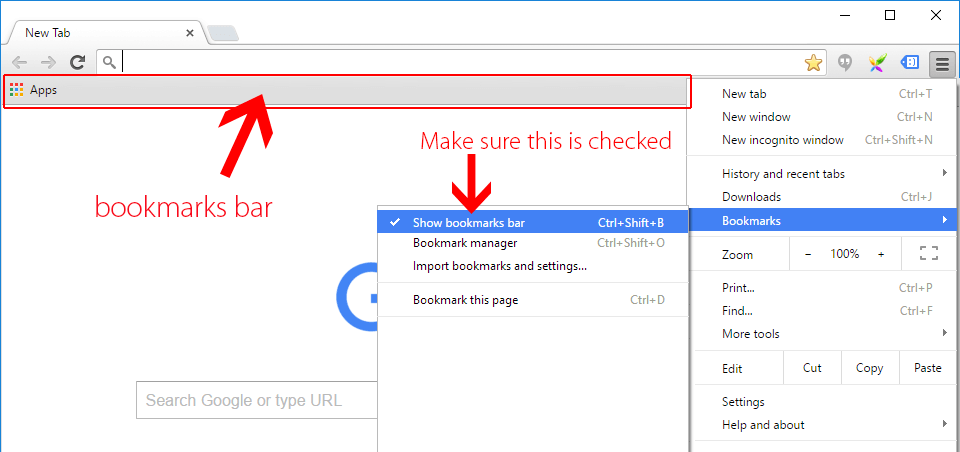 New Tab
Apps
bookmarks bar
Make sure this is checked
New tab Ctrl+T
New window Ctrl+N
New incognito window Ctrl+Shift+N
History and recent tabs
Downloads Ctrl+J
Bookmarks
Show bookmarks bar Ctrl+Shift+B
Bookmark manager Ctrl+Shift+O
Import bookmarks and settings...
Bookmark this page Ctrl+D
Zoom − 100% +
Print... Ctrl+P
Find... Ctrl+F
More tools
Edit Cut Copy Paste
Settings
Help and about
G
Search Google or type URL